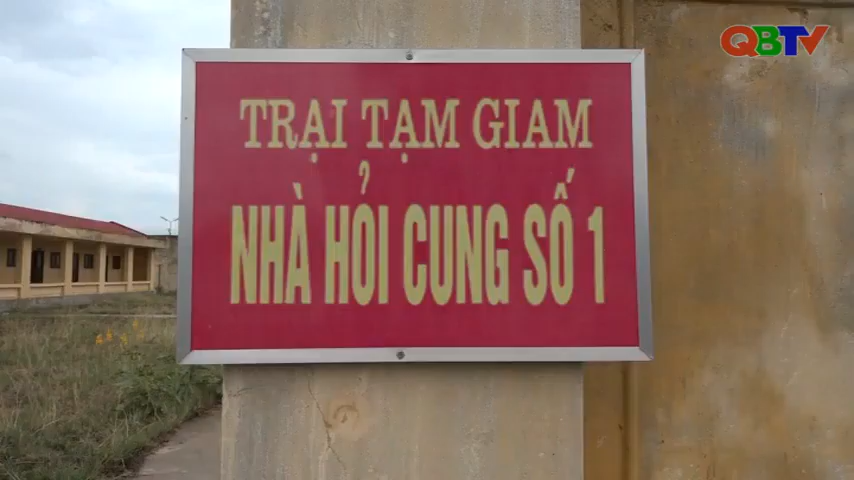 QBTV
TRẠI TẠM GIAM
NHÀ HỎI CUNG SỐ 1